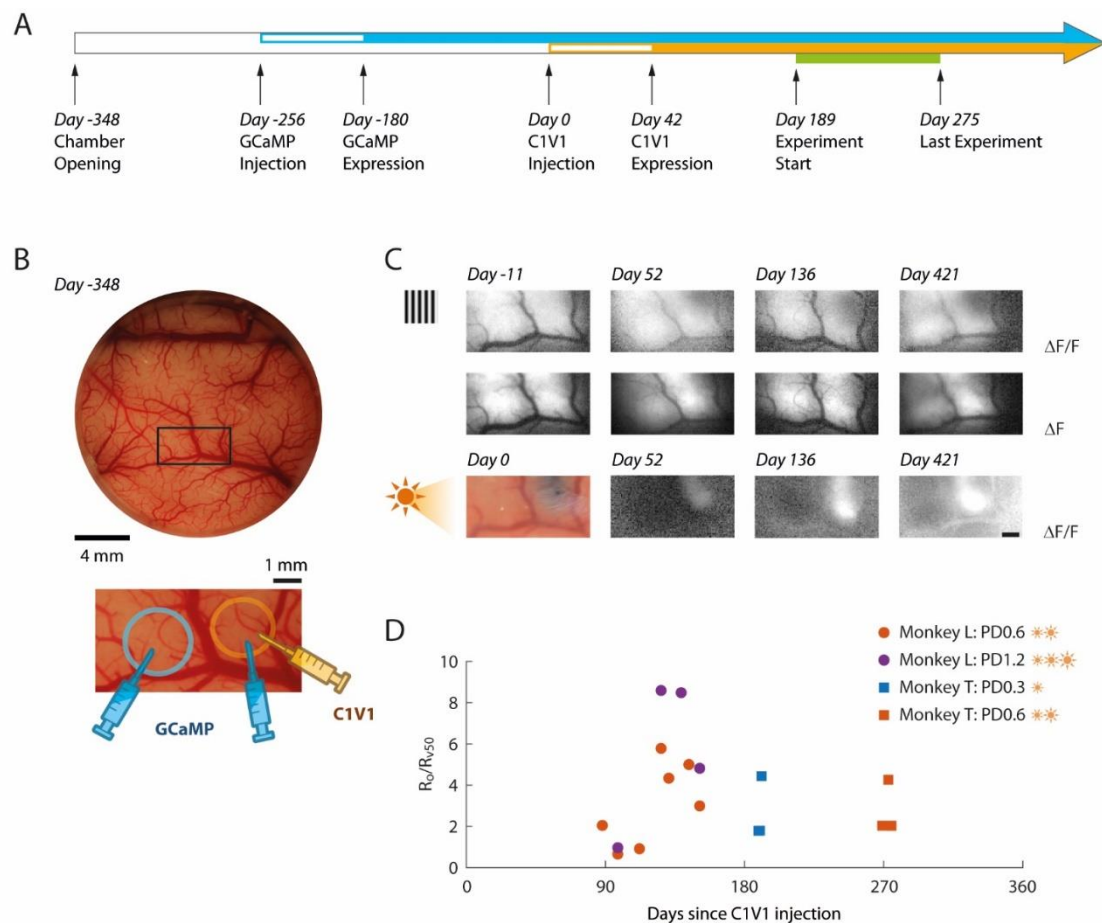 A
Day -348
Chamber
Opening
Day -256
GCaMP
Injection
Day -180
GCaMP
Expression
Day 0
C1V1
Injection
Day 42
C1V1
Expression
Day 189
Experiment
Start
Day 275
Last Experiment
B
Day -348
4 mm
1 mm
GCaMP
C1V1
C
Day -11
Day 52
Day 136
Day 421
ΔF/F
ΔF
Day 0
Day 52
Day 136
Day 421
ΔF/F
D
Monkey L: PD0.6
Monkey L: PD1.2
Monkey T: PD0.3
Monkey T: PD0.6
10
8
6
4
2
0
RO/RV50
0 90 180 270 360
Days since C1V1 injection